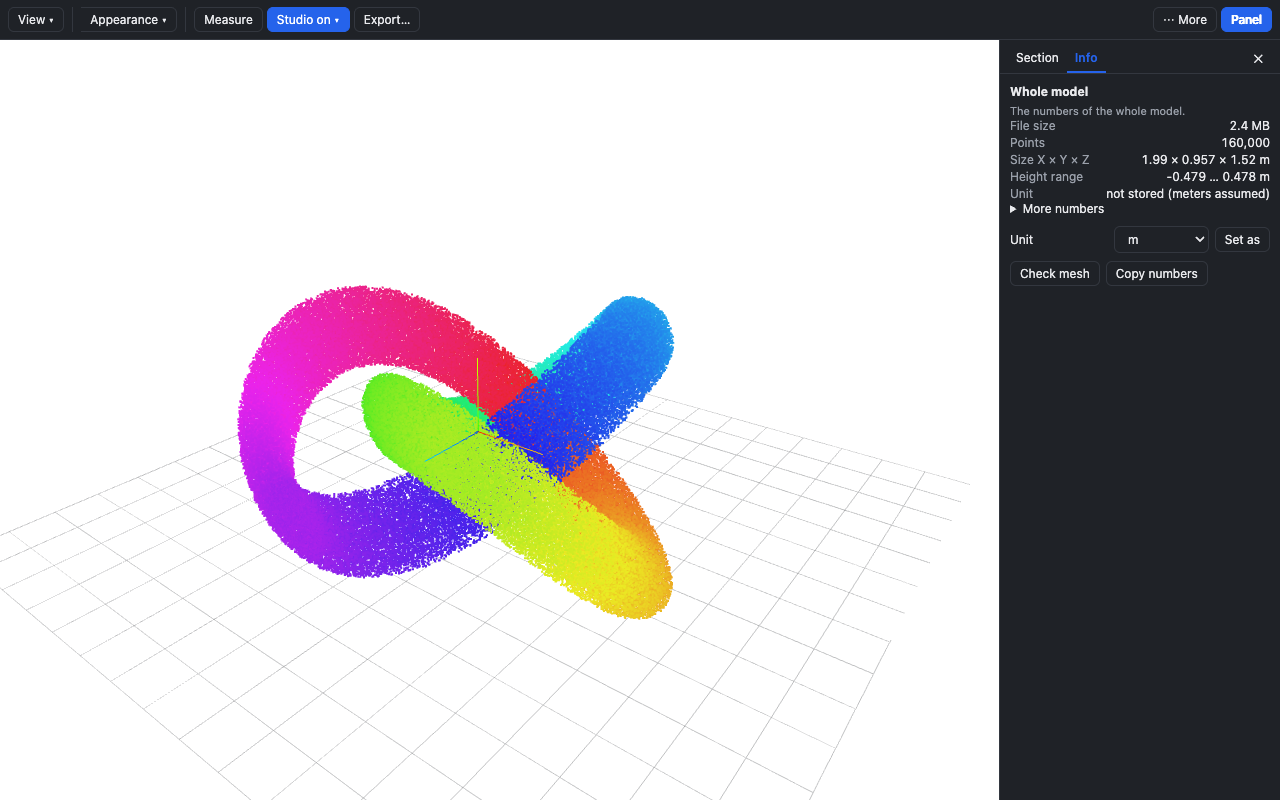 View ▾ Appearance ▾ Measure Studio on ▾ Export... ··· More Panel
Section Info ×
Whole model
The numbers of the whole model.
File size 2.4 MB
Points 160,000
Size X × Y × Z 1.99 × 0.957 × 1.52 m
Height range -0.479 ... 0.478 m
Unit not stored (meters assumed)
▶ More numbers
Unit m Set as
Check mesh Copy numbers